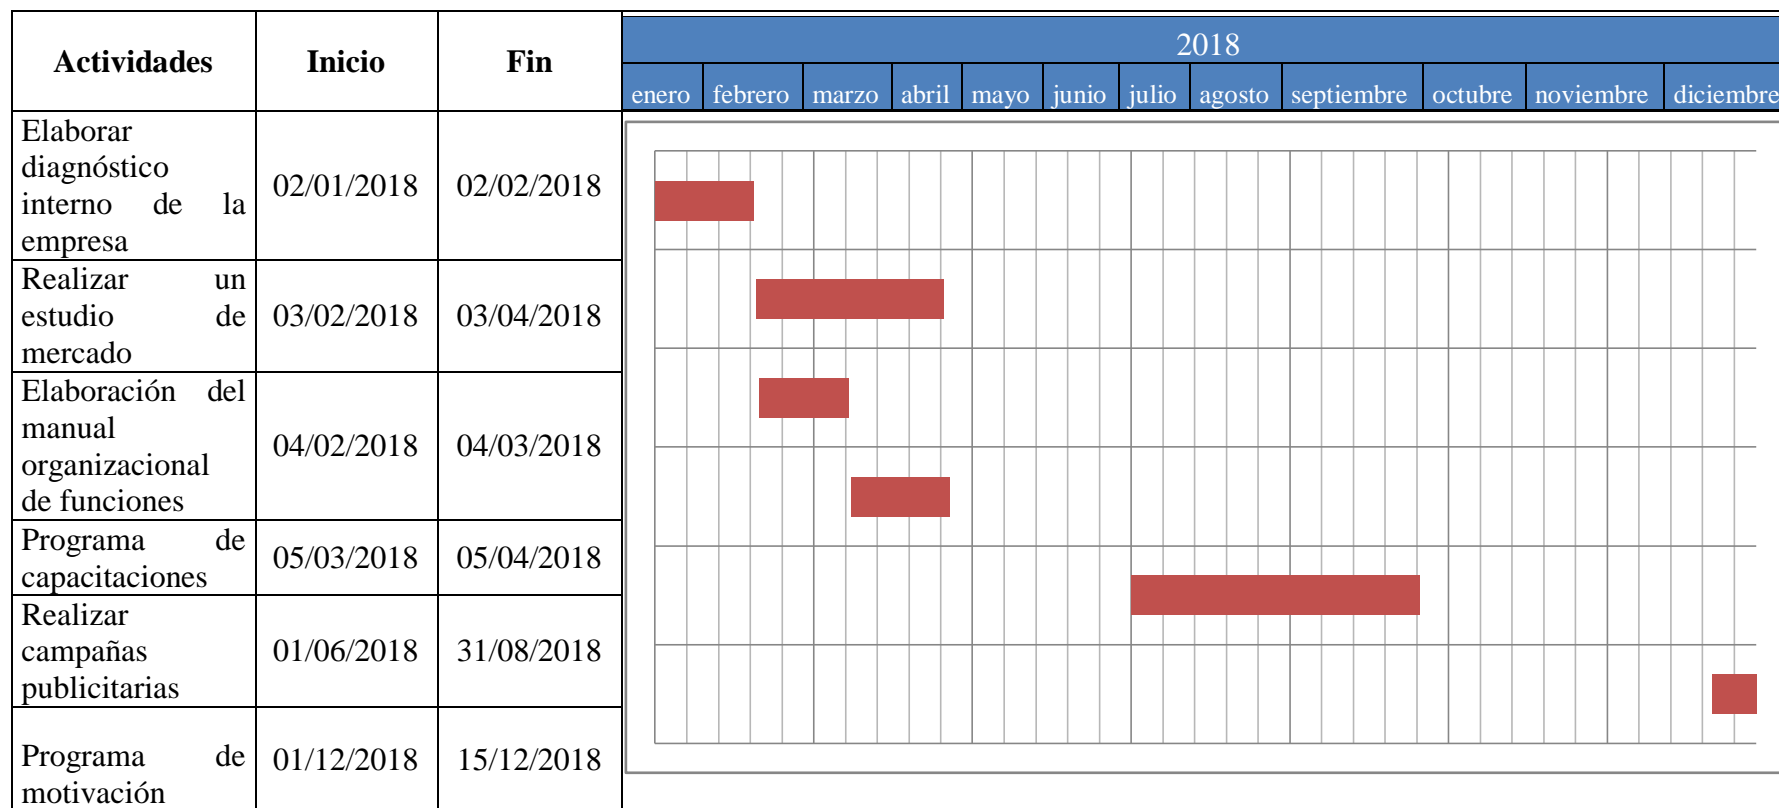 Actividades Inicio Fin 2018
enero febrero marzo abril mayo junio julio agosto septiembre octubre noviembre diciembre
Elaborar
diagnóstico
interno de la
empresa
02/01/2018 02/02/2018
Realizar un
estudio de
mercado
03/02/2018 03/04/2018
Elaboración del
manual
organizacional
de funciones
04/02/2018 04/03/2018
Programa de
capacitaciones
05/03/2018 05/04/2018
Realizar
campañas
publicitarias
01/06/2018 31/08/2018
Programa de
motivación
01/12/2018 15/12/2018